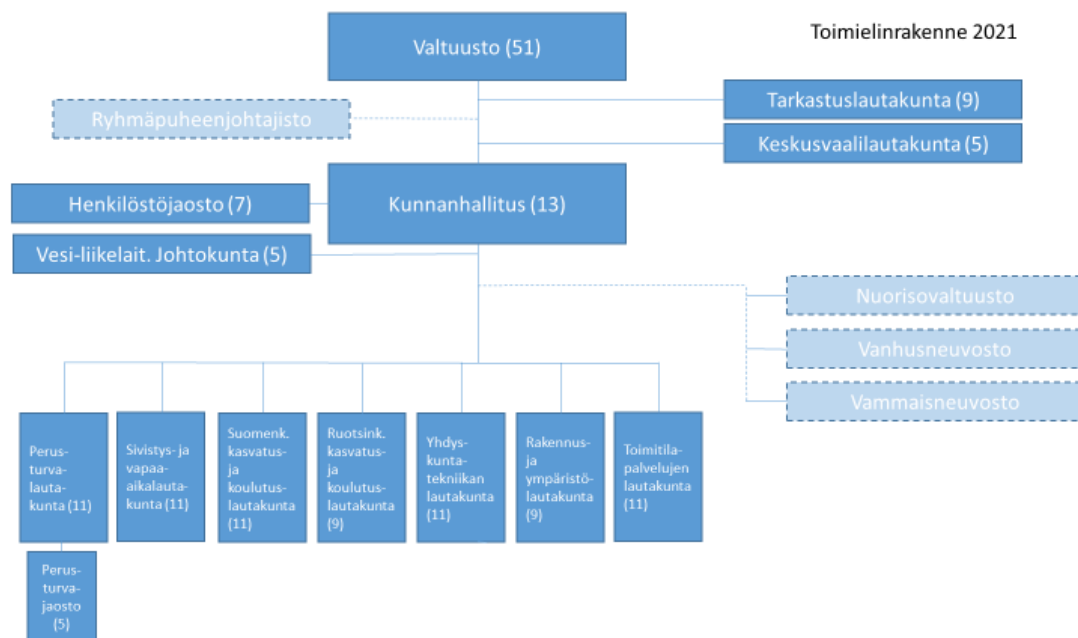 Valtuusto (51)
Toimielinrakenne 2021
Ryhmäpuheenjohtajisto
Tarkastuslautakunta (9)
Keskusvaalilautakunta (5)
Henkilöstöjaosto (7)
Kunnanhallitus (13)
Vesi-liikelait. Johtokunta (5)
Nuorisovaltuusto
Vanhusneuvosto
Vammaisneuvosto
Perus-
turva-
lauta-
kunta (11)
Sivistys- ja
vapaa-
aikalauta-
kunta (11)
Suomenk.
kasvatus-
ja
koulutus-
lautakunta
(11)
Ruotsink.
kasvatus-
ja
koulutus-
lautakunta
(9)
Yhdys-
kunta-
tekniikan
lautakunta
(11)
Rakennus-
ja
ympäristö-
lautakunta
(9)
Toimitila-
palvelujen
lautakunta
(11)
Perus-
turva-
jaosto
(5)